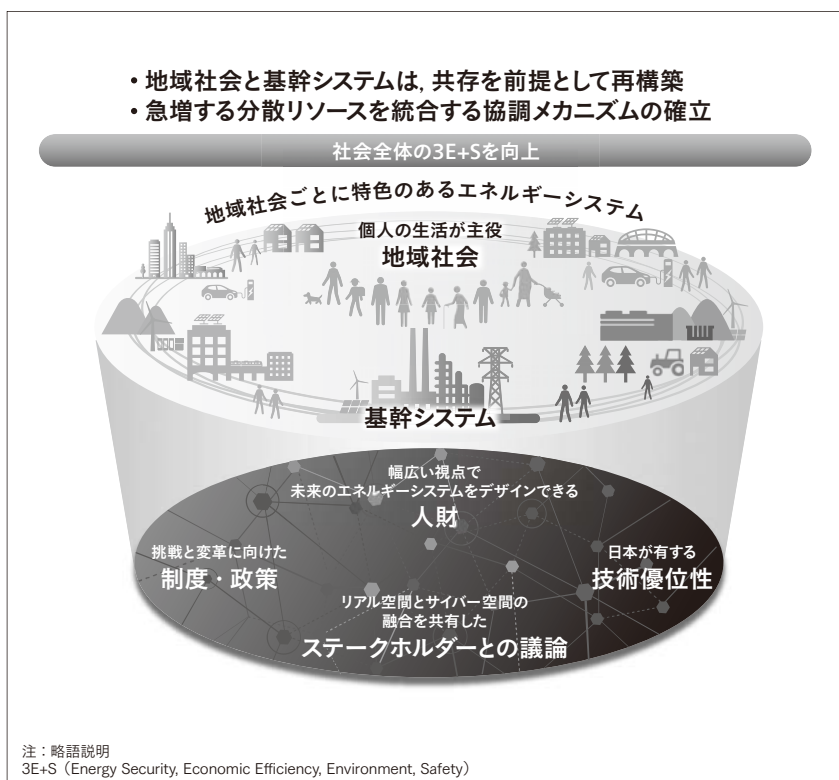 ・地域社会と基幹システムは，共存を前提として再構築
・急増する分散リソースを統合する協調メカニズムの確立
社会全体の3E+Sを向上
地域社会ごとに特色のあるエネルギーシステム
個人の生活が主役
地域社会
基幹システム
幅広い視点で
未来のエネルギーシステムをデザインできる
人財
挑戦と変革に向けた
制度・政策
日本が有する
技術優位性
リアル空間とサイバー空間の
融合を共有した
ステークホルダーとの議論
注：略語説明
3E+S（Energy Security, Economic Efficiency, Environment, Safety）